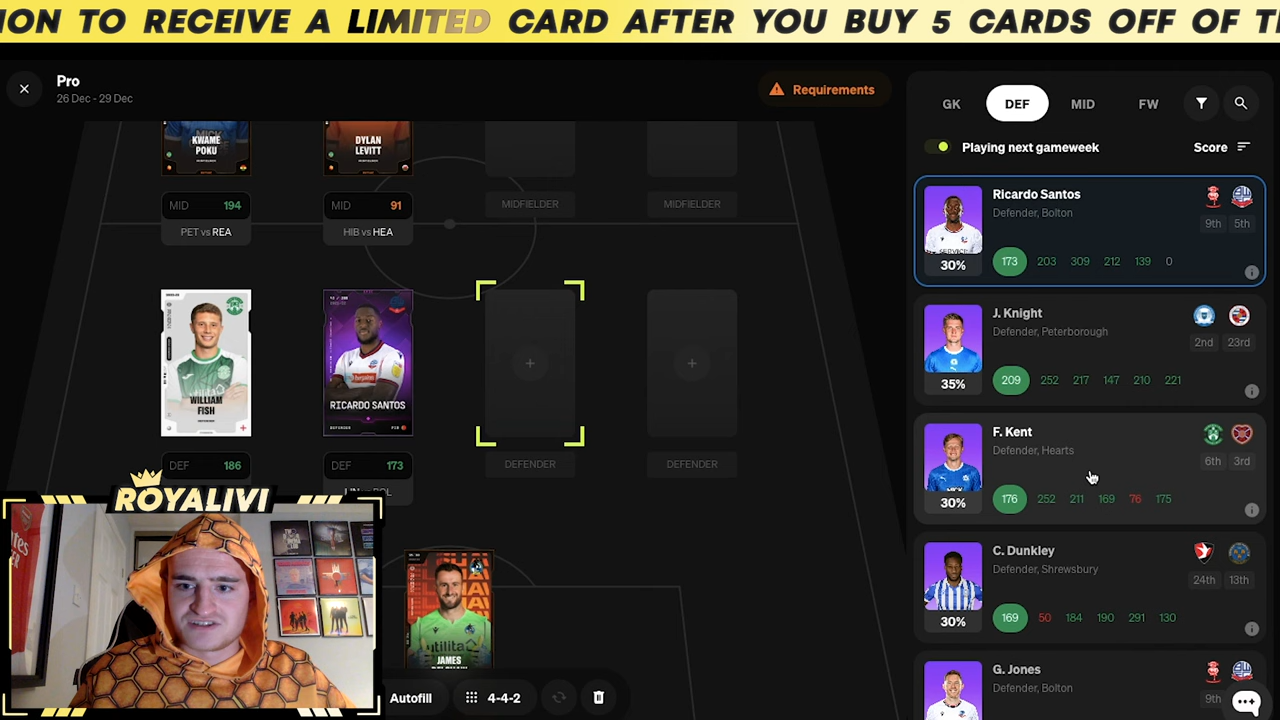 ION TO RECEIVE A LIMITED CARD AFTER YOU BUY 5 CARDS OFF OF T
Pro
26 Dec - 29 Dec
Requirements
GK DEF MID FW
Playing next gameweek
Score
KWAME
POKU
DYLAN
LEVITT
MID 194
PET vs REA
MID 91
HIB vs HEA
MIDFIELDER
MIDFIELDER
WILLIAM
FISH
RICARDO SANTOS
DEFENDER
DEF 186
DEF 173
DEFENDER
DEFENDER
ROYALIVI
utilita
JAMES
Autofill
4-4-2
Ricardo Santos
Defender, Bolton
9th 5th
30%
173 203 309 212 139 0
J. Knight
Defender, Peterborough
2nd 23rd
35%
209 252 217 147 210 221
F. Kent
Defender, Hearts
6th 3rd
30%
176 252 211 169 76 175
C. Dunkley
Defender, Shrewsbury
24th 13th
30%
169 50 184 190 291 130
G. Jones
Defender, Bolton
9th